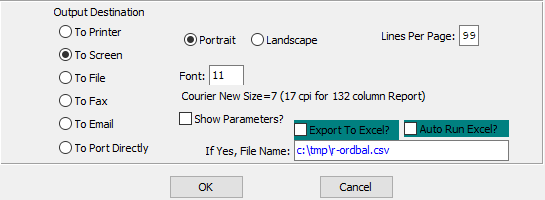 Output Destination
To Printer
To Screen
To File
To Fax
To Email
To Port Directly
Portrait
Landscape
Lines Per Page: 99
Font: 11
Courier New Size=7 (17 cpi for 132 column Report)
Show Parameters?
Export To Excel?
Auto Run Excel?
If Yes, File Name: c:\tmp\r-ordbal.csv
OK
Cancel